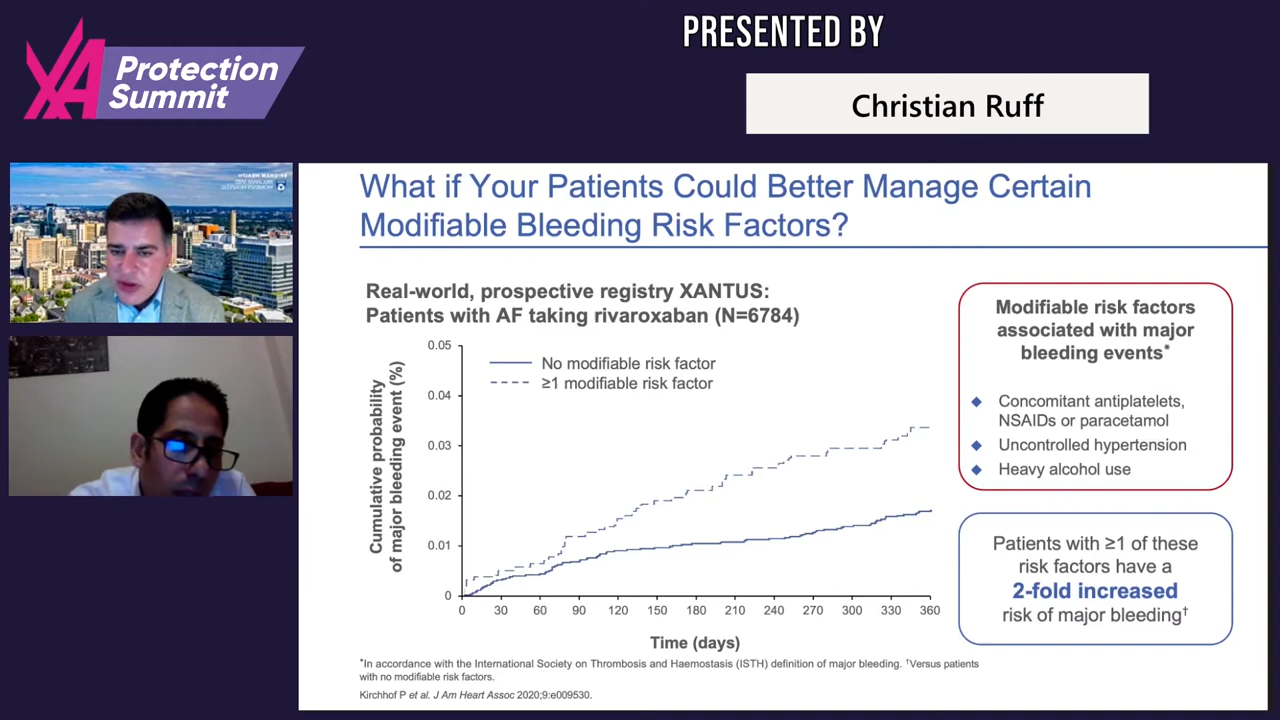 PRESENTED BY
XA Protection
Summit
Christian Ruff
What if Your Patients Could Better Manage Certain
Modifiable Bleeding Risk Factors?
Real-world, prospective registry XANTUS:
Patients with AF taking rivaroxaban (N=6784)
Cumulative probability
of major bleeding event (%)
0.05
0.04
0.03
0.02
0.01
0
No modifiable risk factor
≥1 modifiable risk factor
0 30 60 90 120 150 180 210 240 270 300 330 360
Time (days)
Modifiable risk factors
associated with major
bleeding events*
◆ Concomitant antiplatelets,
NSAIDs or paracetamol
◆ Uncontrolled hypertension
◆ Heavy alcohol use
Patients with ≥1 of these
risk factors have a
2-fold increased
risk of major bleeding†
*In accordance with the International Society on Thrombosis and Haemostasis (ISTH) definition of major bleeding. †Versus patients
with no modifiable risk factors.
Kirchhof P et al. J Am Heart Assoc 2020;9:e009530.